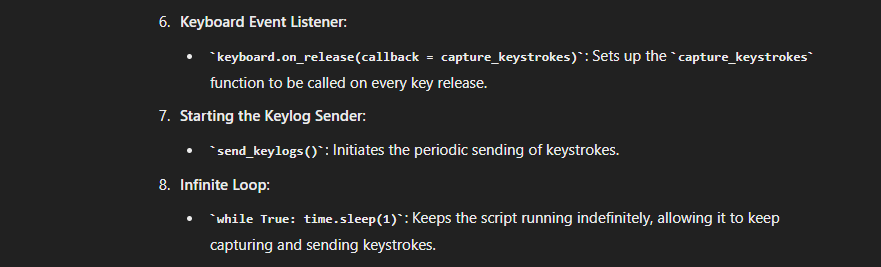 6. Keyboard Event Listener:
• `keyboard.on_release(callback = capture_keystrokes)`: Sets up the `capture_keystrokes`
function to be called on every key release.
7. Starting the Keylog Sender:
• `send_keylogs()`: Initiates the periodic sending of keystrokes.
8. Infinite Loop:
• `while True: time.sleep(1)`: Keeps the script running indefinitely, allowing it to keep
capturing and sending keystrokes.